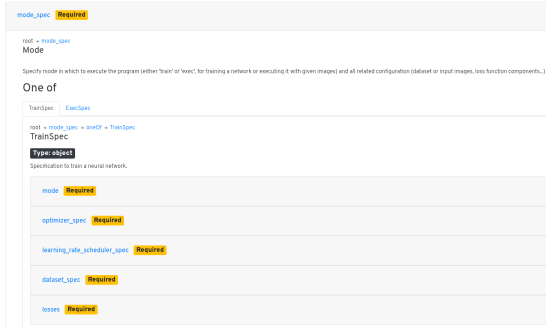 mode_spec Required
root → mode_spec
Mode
Specify mode in which to execute the program (either 'train' or 'exec', for training a network or executing it with given images) and all related configuration (dataset or input images, loss function components...)
One of
TrainSpec ExecSpec
root → mode_spec → oneOf → TrainSpec
TrainSpec
Type: object
Specification to train a neural network.
mode Required
optimizer_spec Required
learning_rate_scheduler_spec Required
dataset_spec Required
losses Required